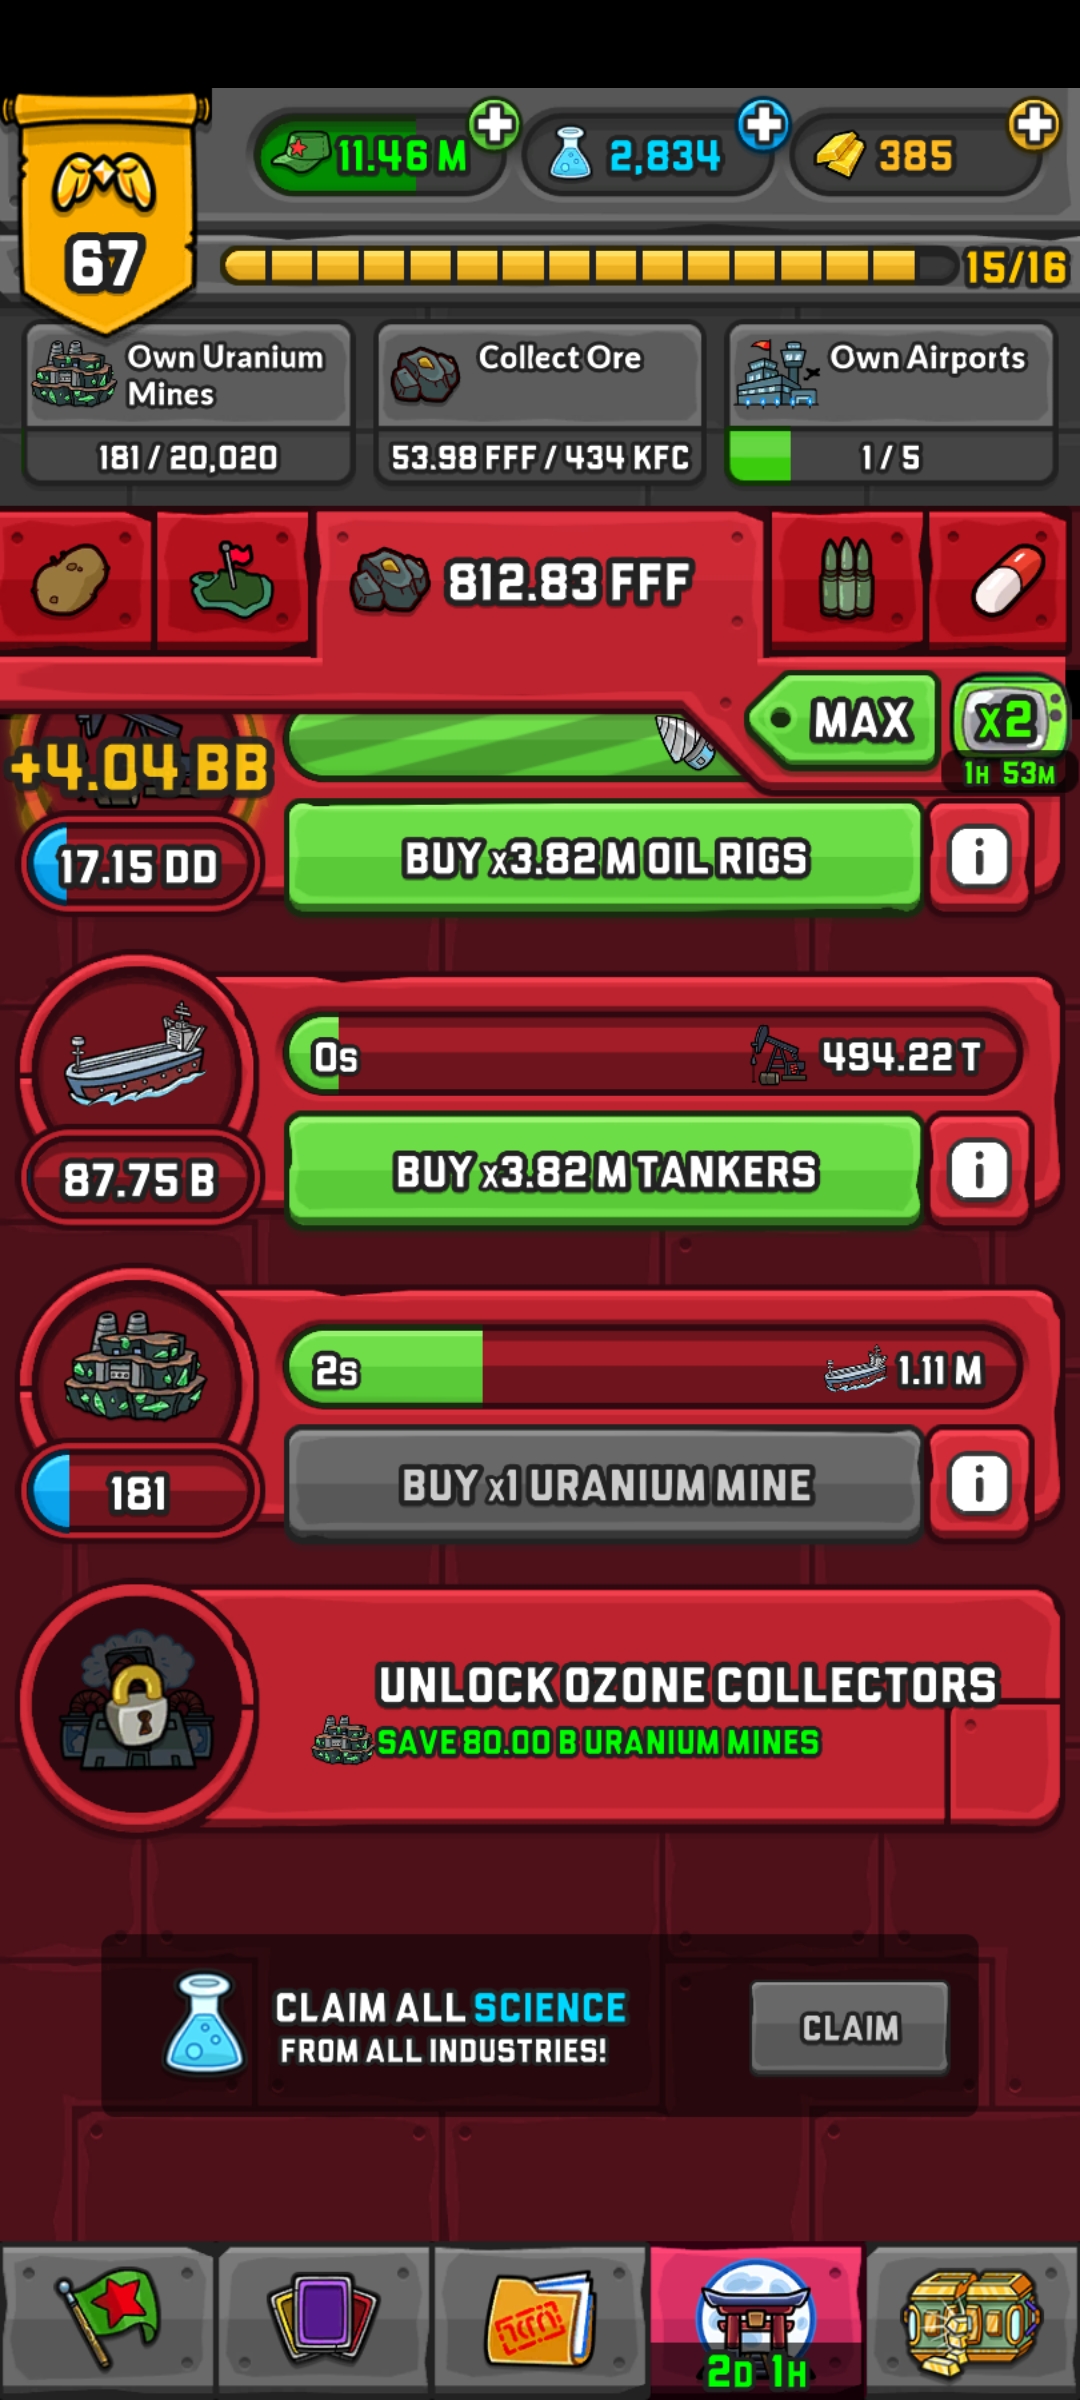 11.46 M
2,834
385
67
15/16
Own Uranium
Mines
181 / 20,020
Collect Ore
53.98 FFF / 434 KFC
Own Airports
1 / 5
812.83 FFF
MAX
x2
1H 53M
+4.04 BB
17.15 DD
BUY x3.82 M OIL RIGS
i
0s
494.22 T
87.75 B
BUY x3.82 M TANKERS
i
2s
1.11 M
181
BUY x1 URANIUM MINE
i
UNLOCK OZONE COLLECTORS
SAVE 80.00 B URANIUM MINES
CLAIM ALL SCIENCE
FROM ALL INDUSTRIES!
CLAIM
2D 1H